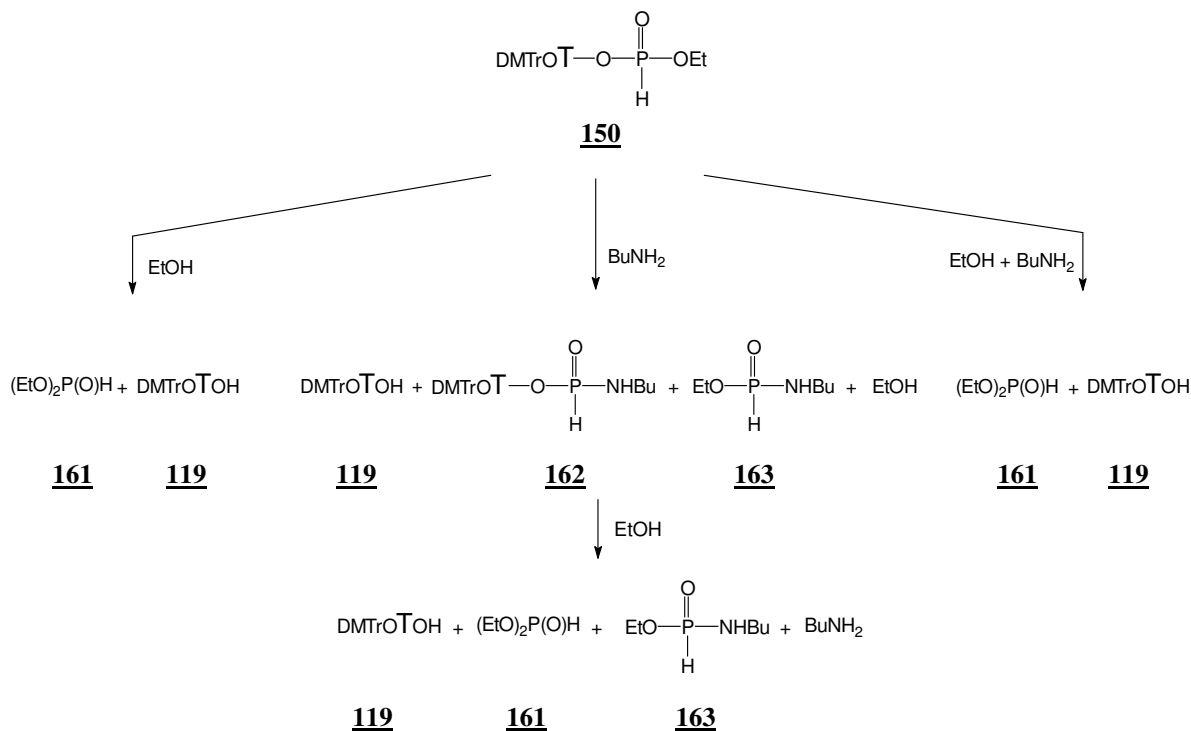 O
DMTrOT—O—P—OEt
H
150
EtOH
BuNH2
EtOH + BuNH2
O O
(EtO)2P(O)H + DMTrOTOH DMTrOTOH + DMTrOT—O—P—NHBu + EtO—P—NHBu + EtOH (EtO)2P(O)H + DMTrOTOH
H H
161 119 119 162 163 161 119
EtOH
O
DMTrOTOH + (EtO)2P(O)H + EtO—P—NHBu + BuNH2
H
119 161 163